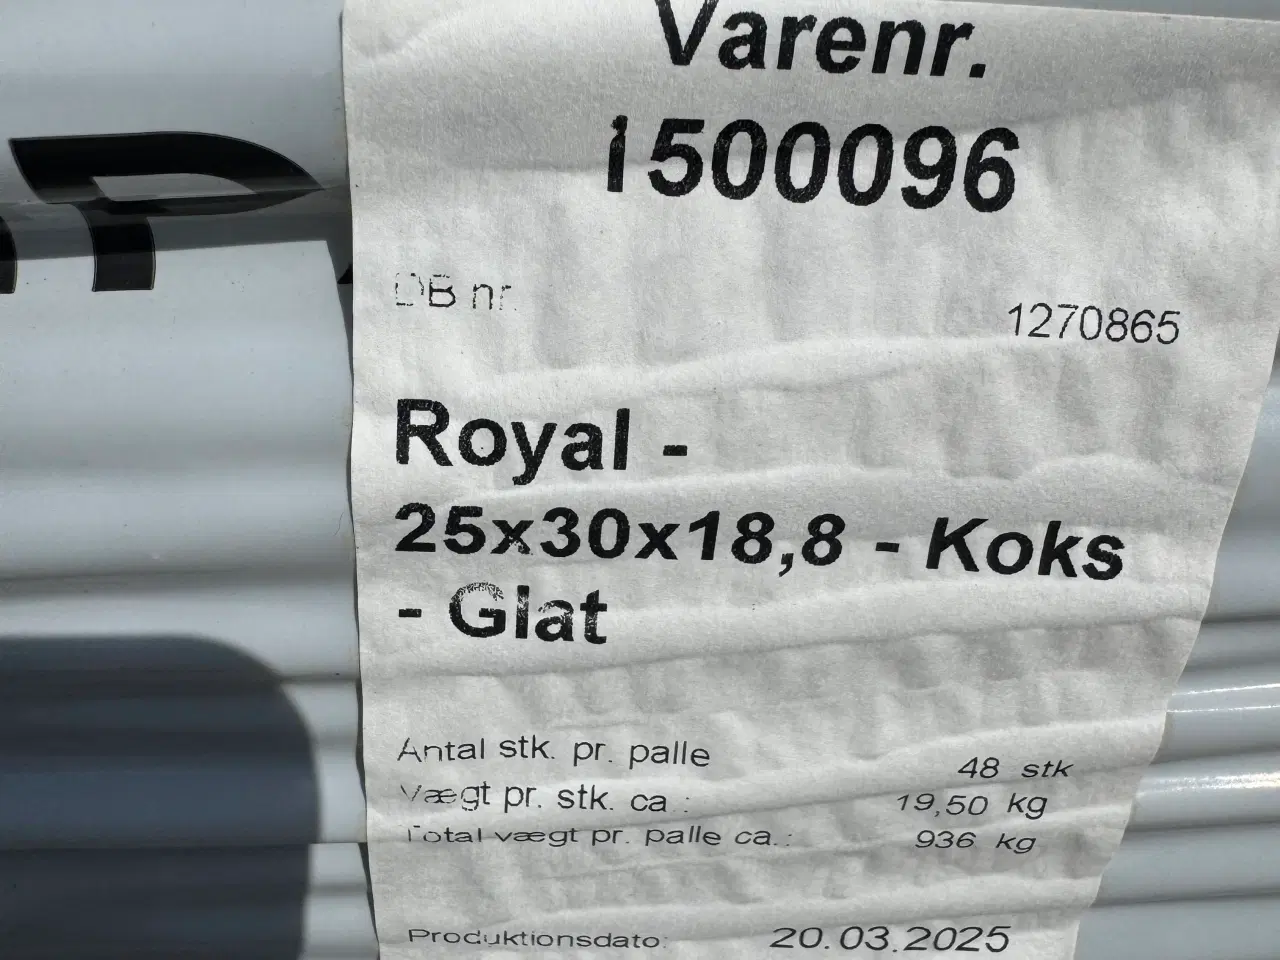 Varenr.
1500096
DB nr.
1270865
Royal -
25x30x18,8 - Koks
- Glat
Antal stk. pr. palle 48 stk
Vægt pr. stk. ca.: 19,50 kg
Total vægt pr. palle ca.: 936 kg
Produktionsdato: 20.03.2025